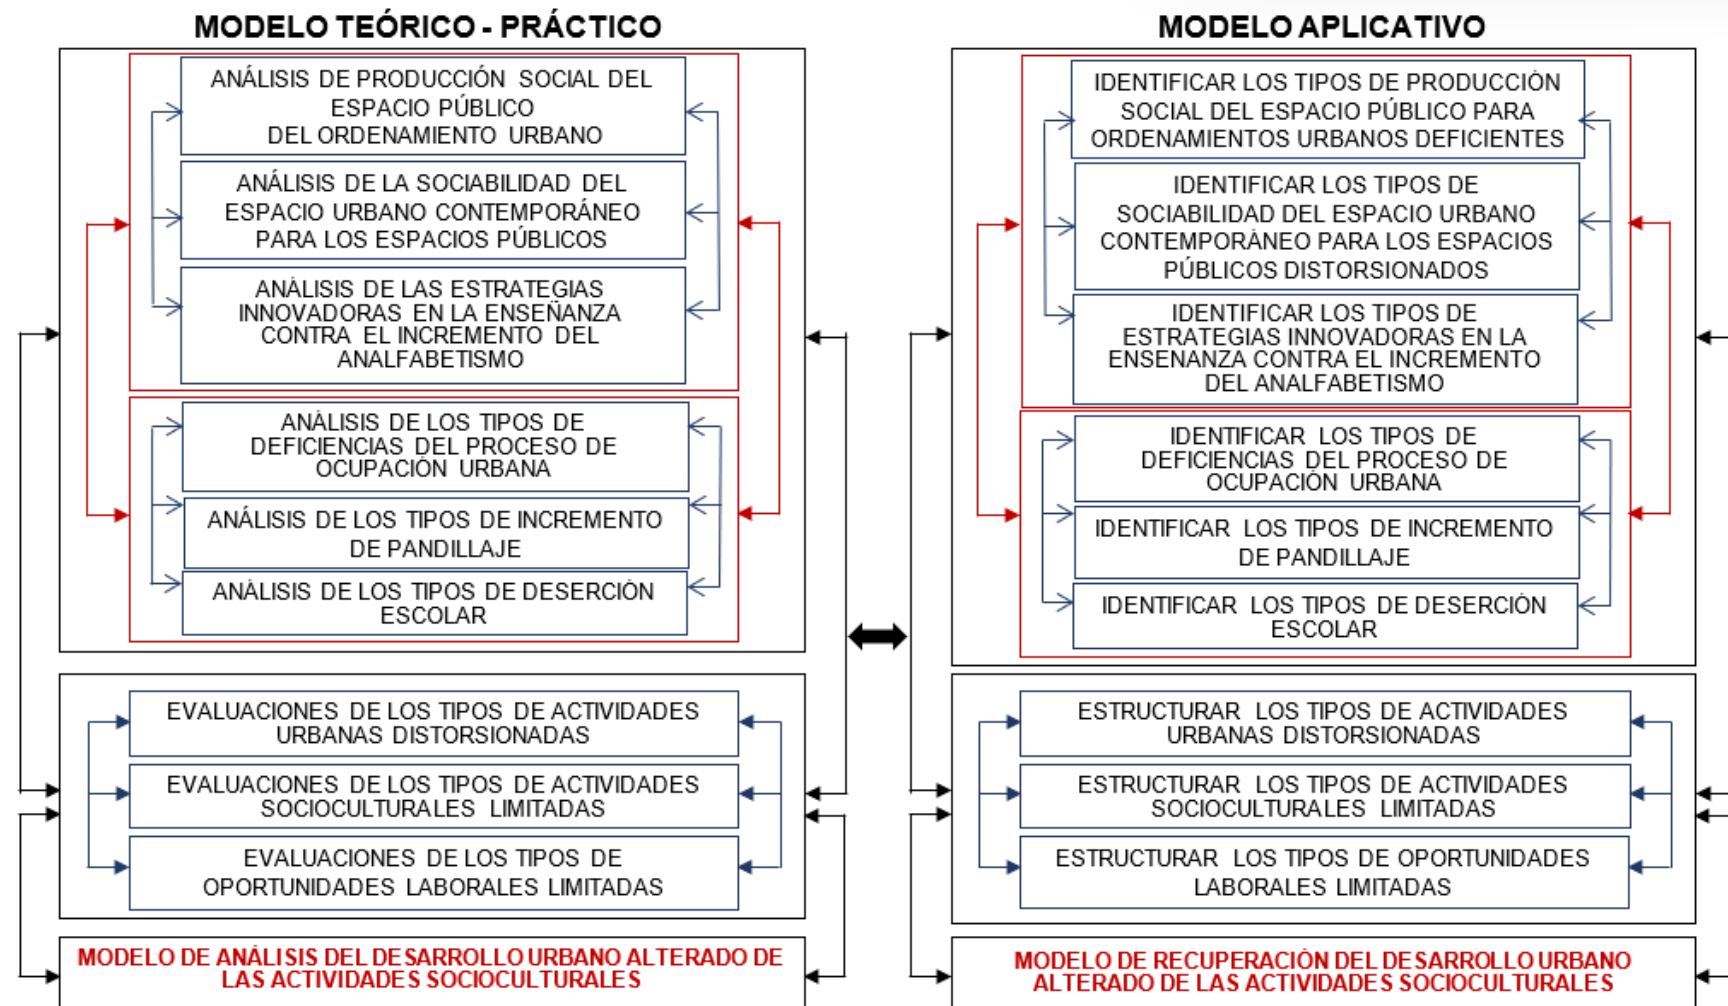 MODELO TEÓRICO - PRÁCTICO
ANÁLISIS DE PRODUCCIÓN SOCIAL DEL
ESPACIO PÚBLICO
DEL ORDENAMIENTO URBANO
ANÁLISIS DE LA SOCIABILIDAD DEL
ESPACIO URBANO CONTEMPORÁNEO
PARA LOS ESPACIOS PÚBLICOS
ANÁLISIS DE LAS ESTRATEGIAS
INNOVADORAS EN LA ENSEÑANZA
CONTRA EL INCREMENTO DEL
ANALFABETISMO
ANÁLISIS DE LOS TIPOS DE
DEFICIENCIAS DEL PROCESO DE
OCUPACIÓN URBANA
ANÁLISIS DE LOS TIPOS DE INCREMENTO
DE PANDILLAJE
ANÁLISIS DE LOS TIPOS DE DESERCIÓN
ESCOLAR
EVALUACIONES DE LOS TIPOS DE ACTIVIDADES
URBANAS DISTORSIONADAS
EVALUACIONES DE LOS TIPOS DE ACTIVIDADES
SOCIOCULTURALES LIMITADAS
EVALUACIONES DE LOS TIPOS DE
OPORTUNIDADES LABORALES LIMITADAS
MODELO DE ANÁLISIS DEL DESARROLLO URBANO ALTERADO DE
LAS ACTIVIDADES SOCIOCULTURALES
MODELO APLICATIVO
IDENTIFICAR LOS TIPOS DE PRODUCCIÓN
SOCIAL DEL ESPACIO PÚBLICO PARA
ORDENAMIENTOS URBANOS DEFICIENTES
IDENTIFICAR LOS TIPOS DE
SOCIABILIDAD DEL ESPACIO URBANO
CONTEMPORÁNEO PARA LOS ESPACIOS
PÚBLICOS DISTORSIONADOS
IDENTIFICAR LOS TIPOS DE
ESTRATEGIAS INNOVADORAS EN LA
ENSEÑANZA CONTRA EL INCREMENTO
DEL ANALFABETISMO
IDENTIFICAR LOS TIPOS DE
DEFICIENCIAS DEL PROCESO DE
OCUPACIÓN URBANA
IDENTIFICAR LOS TIPOS DE INCREMENTO
DE PANDILLAJE
IDENTIFICAR LOS TIPOS DE DESERCIÓN
ESCOLAR
ESTRUCTURAR LOS TIPOS DE ACTIVIDADES
URBANAS DISTORSIONADAS
ESTRUCTURAR LOS TIPOS DE ACTIVIDADES
SOCIOCULTURALES LIMITADAS
ESTRUCTURAR LOS TIPOS DE OPORTUNIDADES
LABORALES LIMITADAS
MODELO DE RECUPERACIÓN DEL DESARROLLO URBANO
ALTERADO DE LAS ACTIVIDADES SOCIOCULTURALES